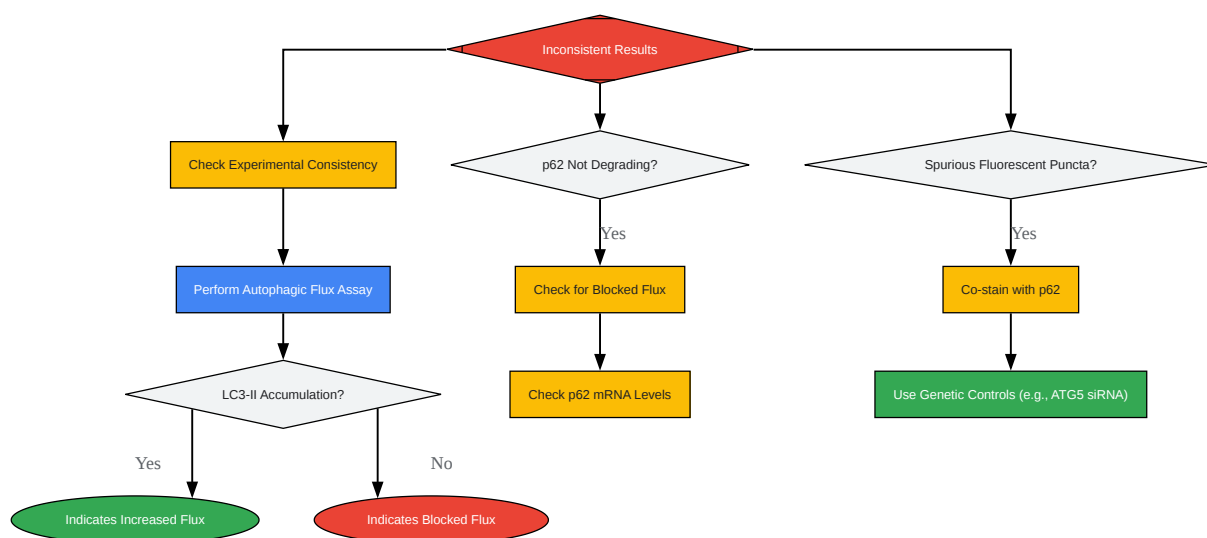 Inconsistent Results
Check Experimental Consistency
p62 Not Degrading?
Spurious Fluorescent Puncta?
Yes
Yes
Perform Autophagic Flux Assay
Check for Blocked Flux
Co-stain with p62
LC3-II Accumulation?
Check p62 mRNA Levels
Use Genetic Controls (e.g., ATG5 siRNA)
Yes
No
Indicates Increased Flux
Indicates Blocked Flux